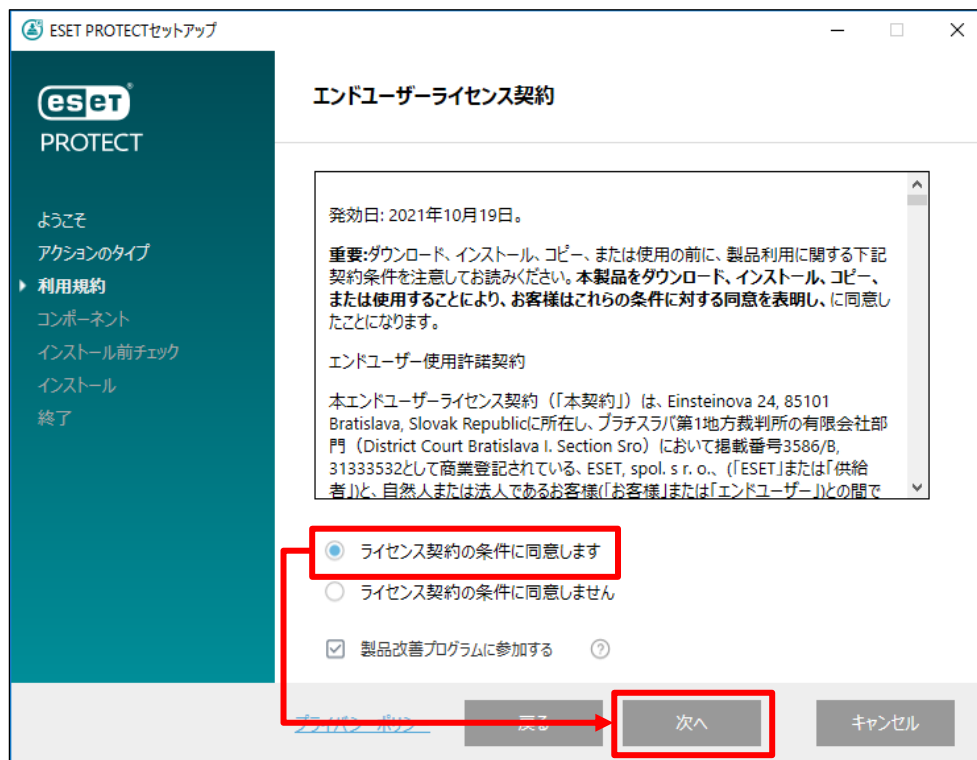 ESET PROTECTセットアップ
eset
PROTECT
ようこそ
アクションのタイプ
利用規約
コンポーネント
インストール前チェック
インストール
終了
エンドユーザーライセンス契約
発効日: 2021年10月19日。
重要:ダウンロード、インストール、コピー、または使用の前に、製品利用に関する下記
契約条件を注意してお読みください。本製品をダウンロード、インストール、コピー、
または使用することにより、お客様はこれらの条件に対する同意を表明し、に同意し
たことになります。
エンドユーザー使用許諾契約
本エンドユーザーライセンス契約（「本契約」）は、Einsteinova 24, 85101
Bratislava, Slovak Republicに所在し、ブラチスラバ第1地方裁判所の有限会社部
門（District Court Bratislava I. Section Sro）において掲載番号3586/B,
31333532として商業登記されている、ESET, spol. s r. o.、(「ESET」または「供給
者」)と、自然人または法人であるお客様(「お客様」または「エンドユーザー」)との間で
ライセンス契約の条件に同意します
ライセンス契約の条件に同意しません
製品改善プログラムに参加する
プライバシーポリシー
戻る
次へ
キャンセル